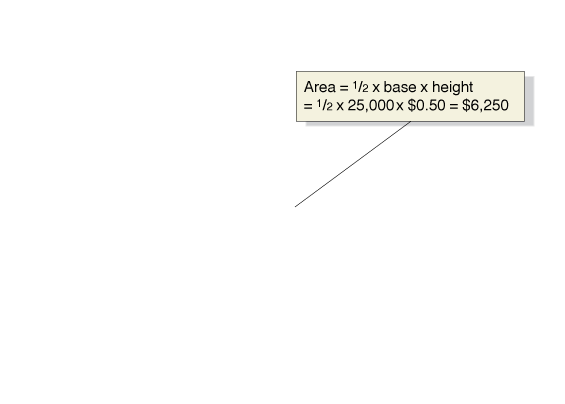 Area = 1/2 x base x height
= 1/2 x 25,000 x $0.50 = $6,250